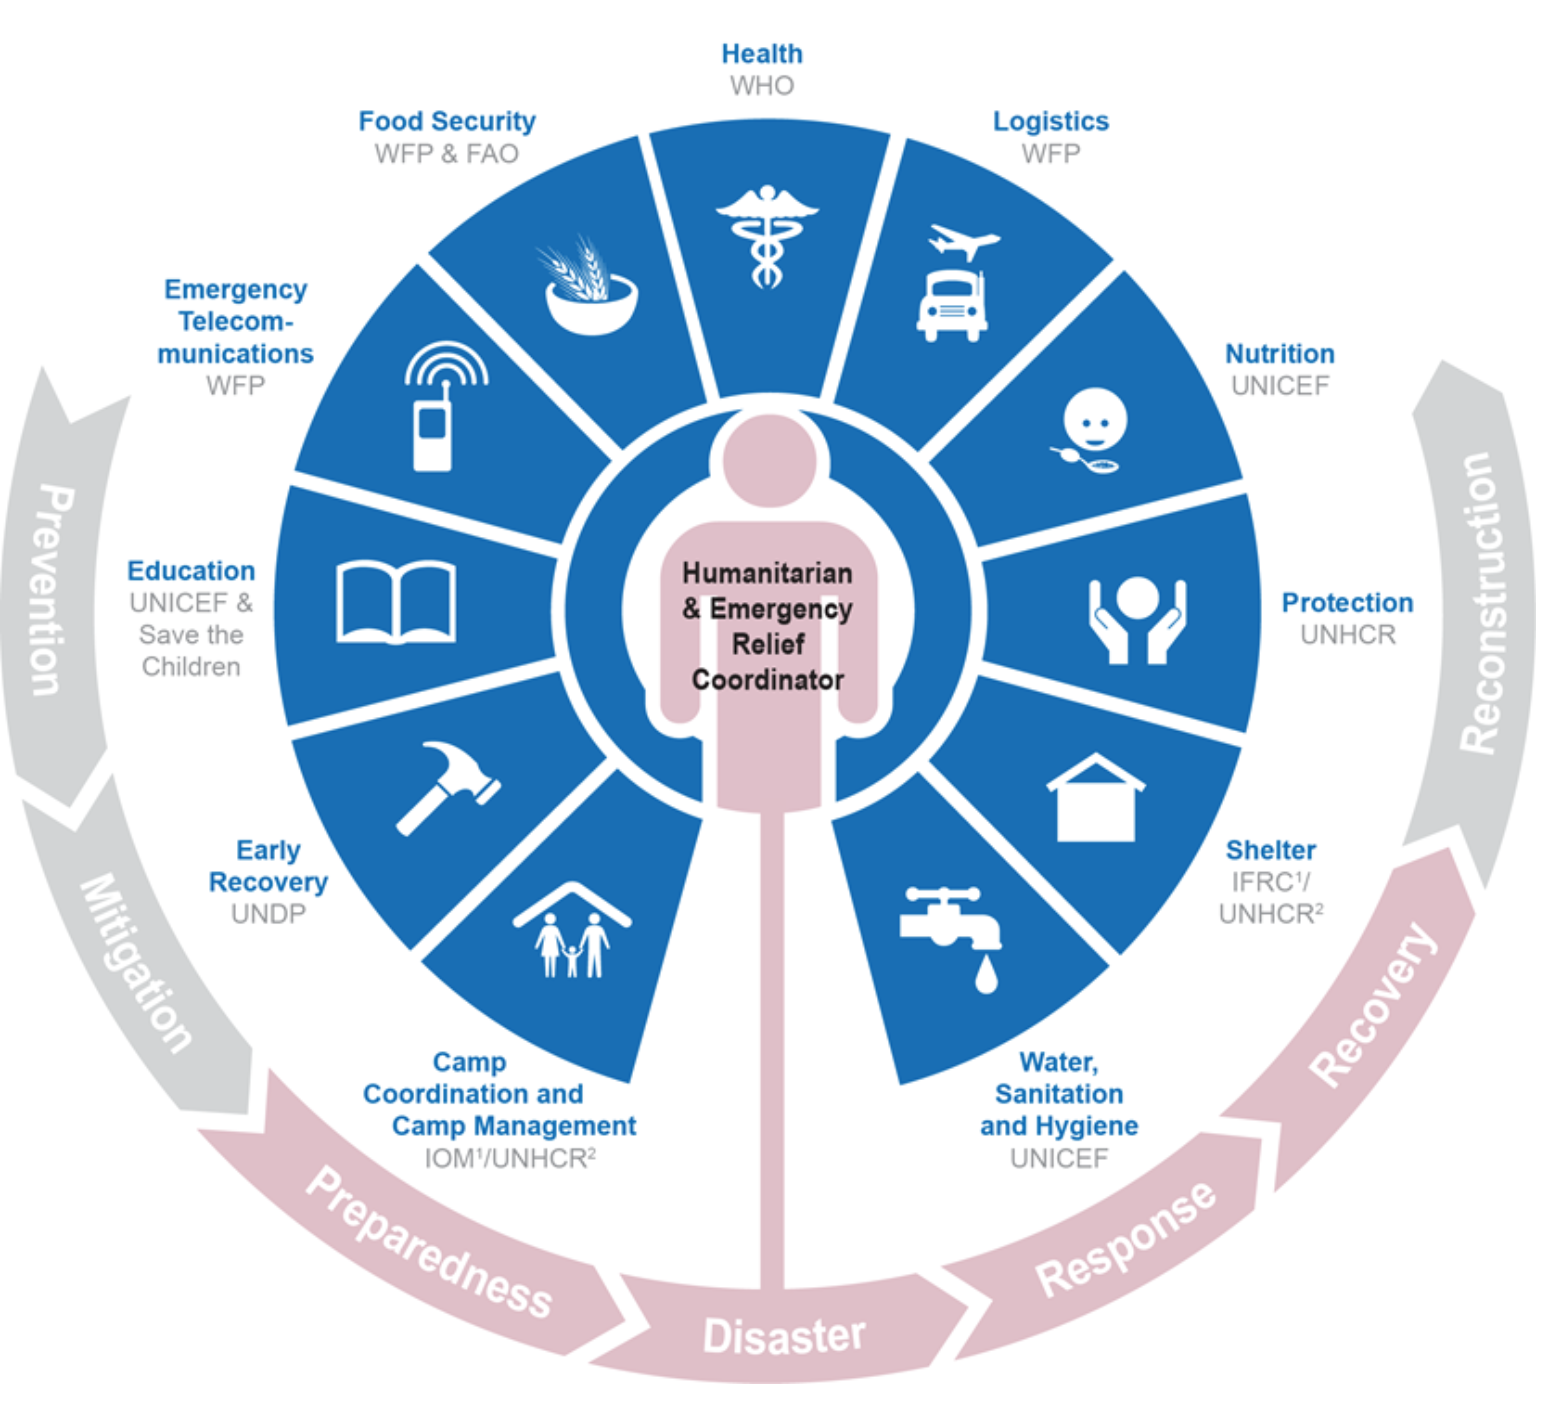 Health
WHO
Food Security
WFP & FAO
Logistics
WFP
Emergency
Telecom-
munications
WFP
Nutrition
UNICEF
Education
UNICEF &
Save the
Children
Protection
UNHCR
Humanitarian
& Emergency
Relief
Coordinator
Early
Recovery
UNDP
Shelter
IFRC¹/
UNHCR²
Camp
Coordination and
Camp Management
IOM¹/UNHCR²
Water,
Sanitation
and Hygiene
UNICEF
Prevention
Mitigation
Preparedness
Disaster
Response
Recovery
Reconstruction